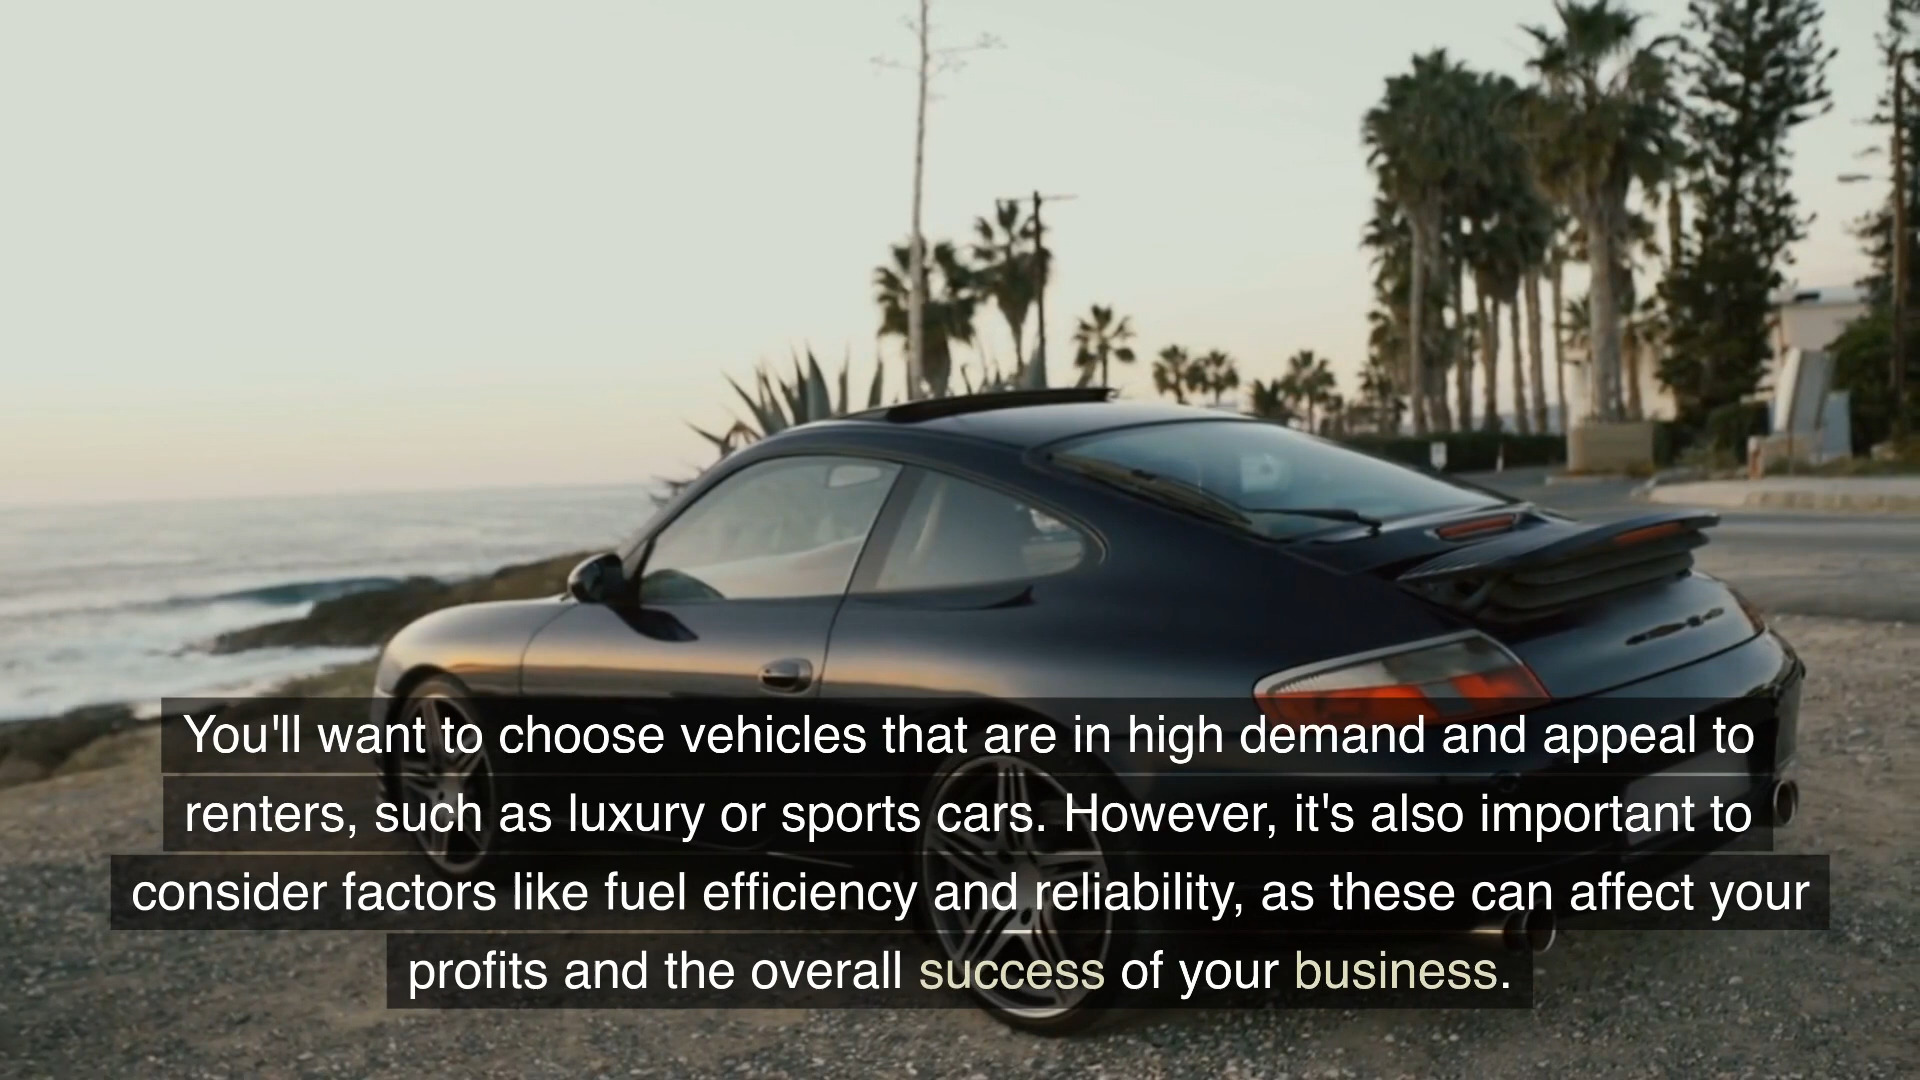 You'll want to choose vehicles that are in high demand and appeal to
renters, such as luxury or sports cars. However, it's also important to
consider factors like fuel efficiency and reliability, as these can affect your
profits and the overall success of your business.